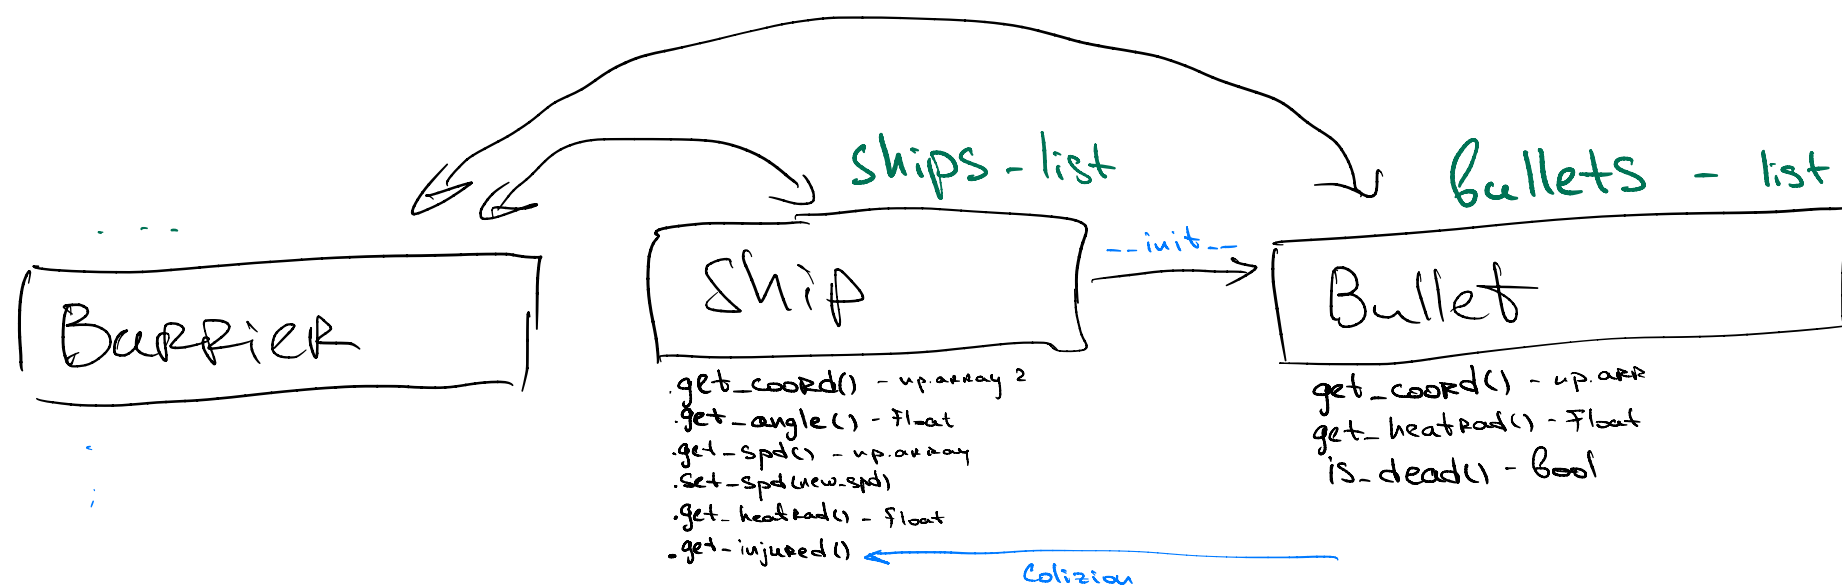 ships - list
bullets - list
...
--init--
Barrier
Ship
Bullet
.get_coord() - np.array 2
.get_angle() - float
.get_spd() - np.array
.set_spd(new_spd)
.get_heatrad() - float
.get_injured()
get_coord() - np.arr
get_heatrad() - float
is_dead() - bool
Colizion